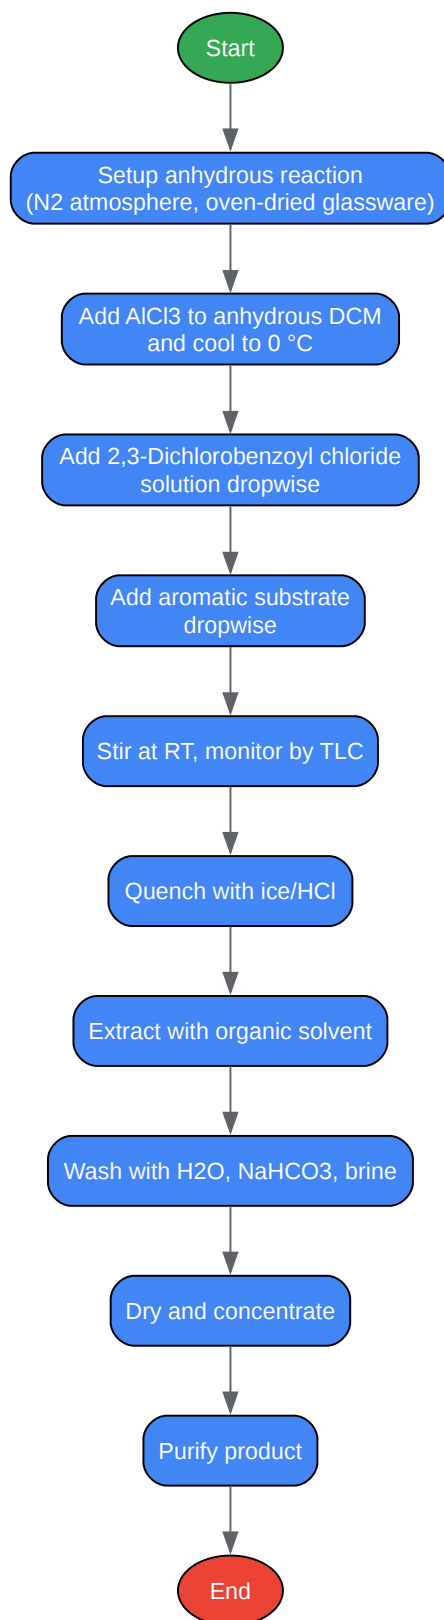 Start
Setup anhydrous reaction
(N2 atmosphere, oven-dried glassware)
Add AlCl3 to anhydrous DCM
and cool to 0 °C
Add 2,3-Dichlorobenzoyl chloride
solution dropwise
Add aromatic substrate
dropwise
Stir at RT, monitor by TLC
Quench with ice/HCl
Extract with organic solvent
Wash with H2O, NaHCO3, brine
Dry and concentrate
Purify product
End